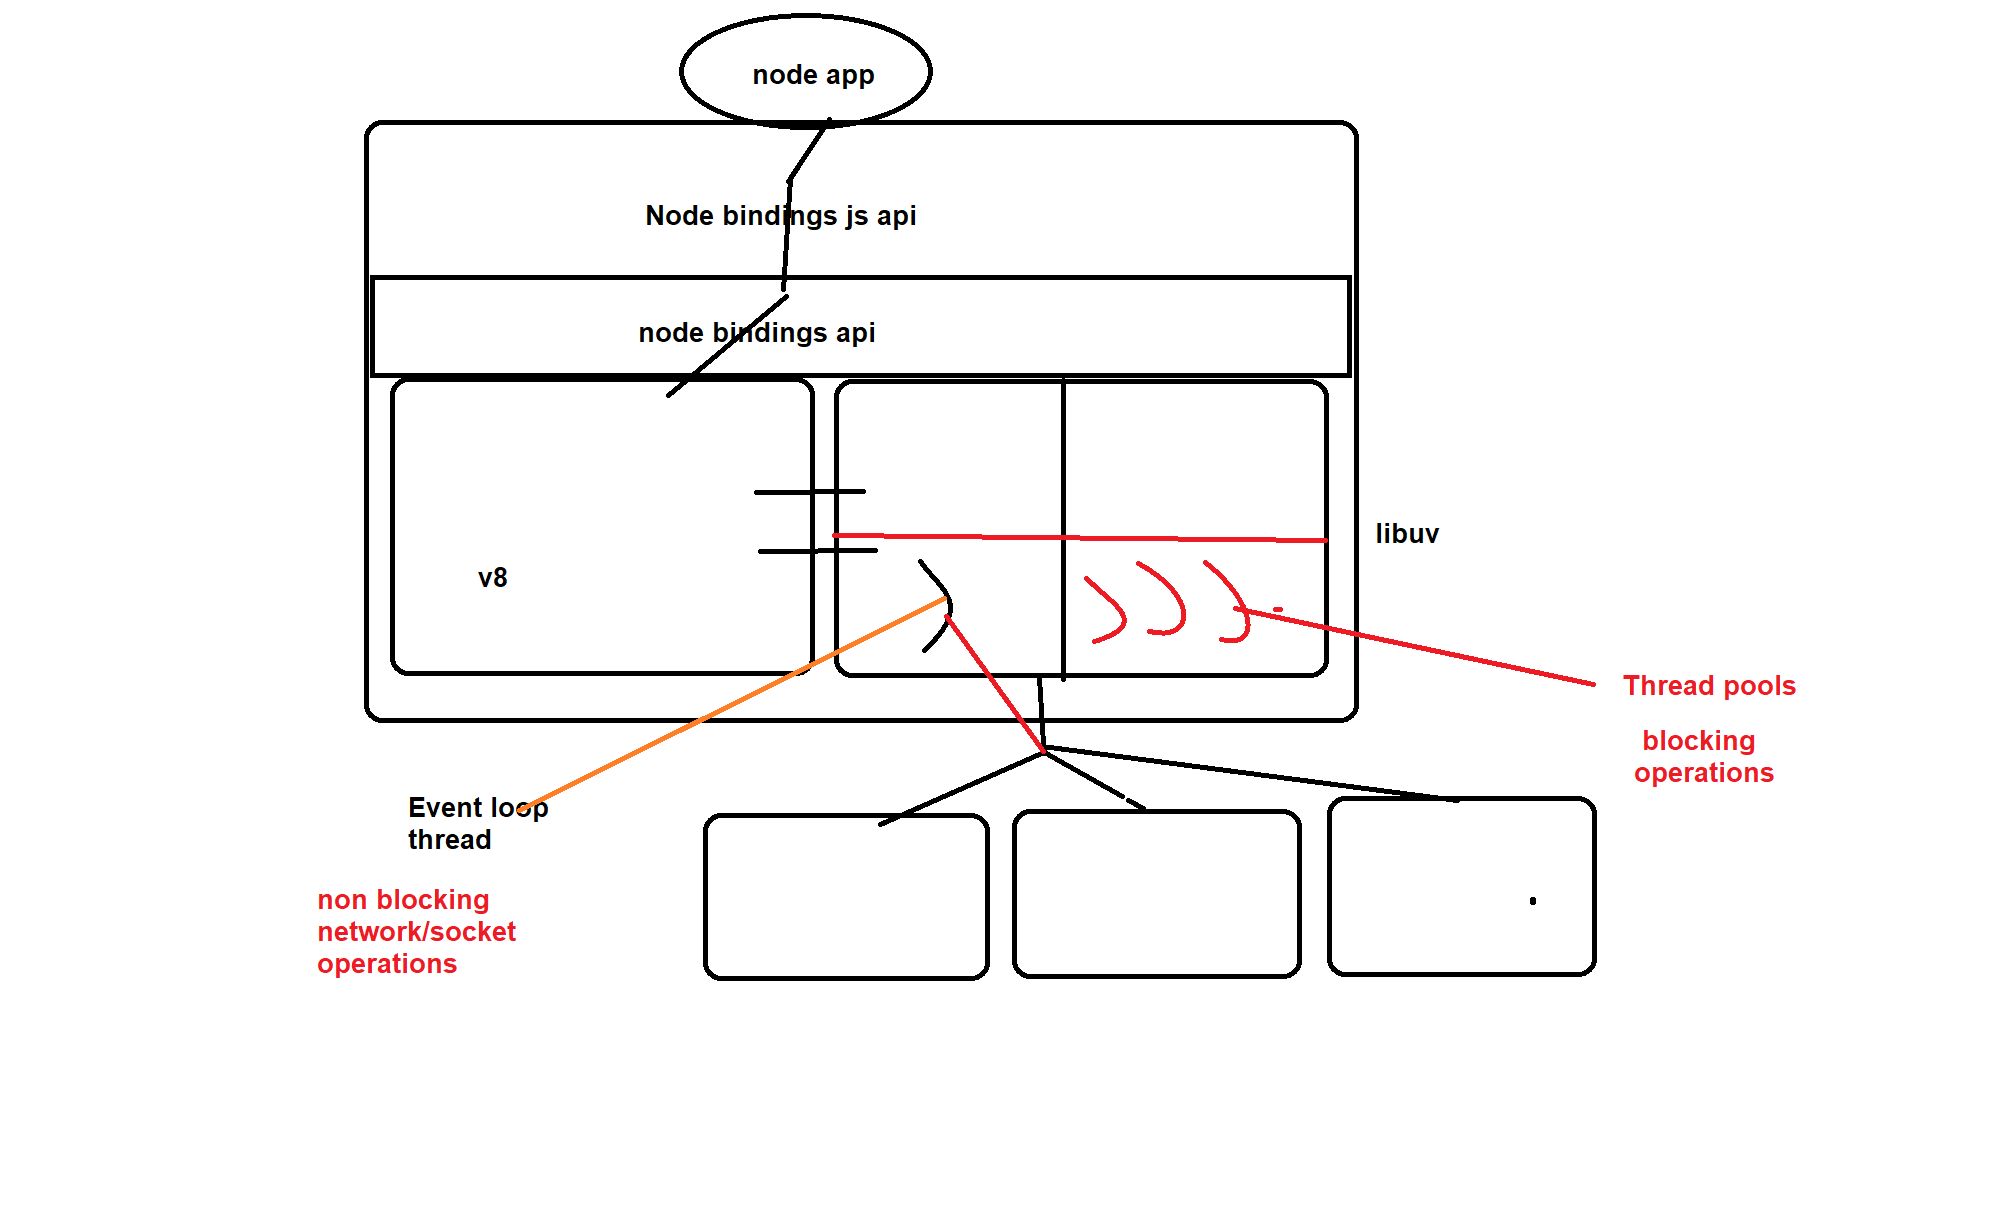 node app
Node bindings js api
node bindings api
v8
libuv
Thread pools
blocking
operations
Event loop
thread
non blocking
network/socket
operations